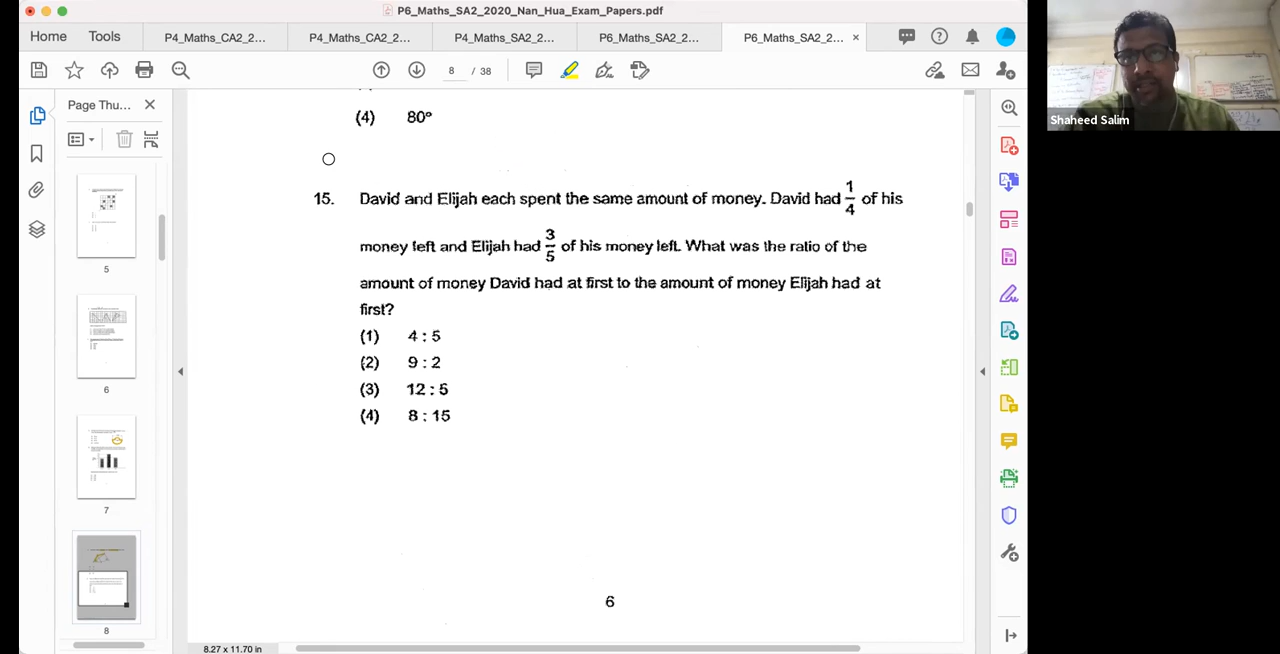 P6_Maths_SA2_2020_Nan_Hua_Exam_Papers.pdf
Home Tools P4_Maths_CA2_2... P4_Maths_CA2_2... P4_Maths_SA2_2... P6_Maths_SA2_2... P6_Maths_SA2_2... ×
8 / 38
Page Thu...
5
6
7
8
(4) 80°
15. David and Elijah each spent the same amount of money. David had 1/4 of his
money left and Elijah had 3/5 of his money left. What was the ratio of the
amount of money David had at first to the amount of money Elijah had at
first?
(1) 4 : 5
(2) 9 : 2
(3) 12 : 5
(4) 8 : 15
6
8.27 x 11.70 in
Shaheed Salim